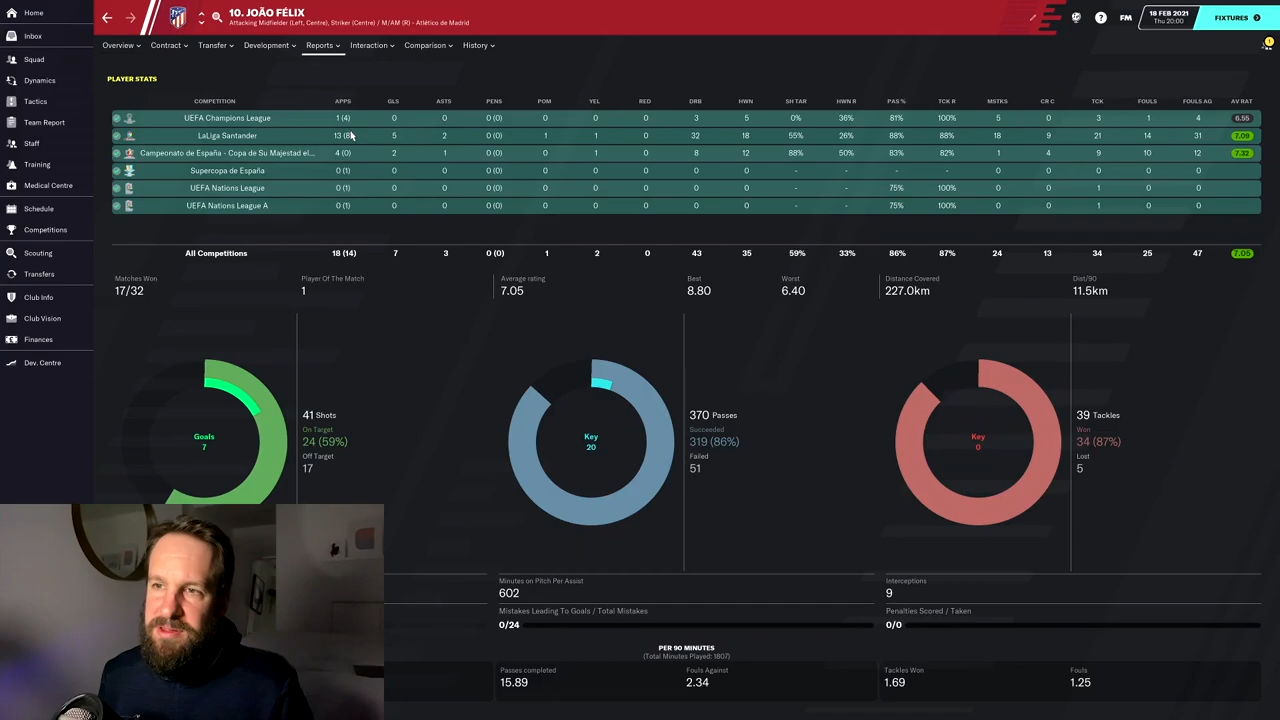 Home
Inbox
Squad
Dynamics
Tactics
Team Report
Staff
Training
Medical Centre
Schedule
Competitions
Scouting
Transfers
Club Info
Club Vision
Finances
Dev. Centre
10. JOÃO FÉLIX
Attacking Midfielder (Left, Centre), Striker (Centre) / M/AM (R) - Atlético de Madrid
?
FM
18 FEB 2021
Thu 20:00
FIXTURES
Overview Contract Transfer Development Reports Interaction Comparison History
1
PLAYER STATS
COMPETITION APPS GLS ASTS PENS POM YEL RED DRB HWN SH TAR HWN R PAS % TCK R MSTKS CR C TCK FOULS FOULS AG AV RAT
UEFA Champions League 1 (4) 0 0 0 (0) 0 0 0 3 5 0% 36% 81% 100% 5 0 3 1 4 6.55
LaLiga Santander 13 (8) 5 2 0 (0) 1 1 0 32 18 55% 26% 88% 88% 18 9 21 14 31 7.09
Campeonato de España - Copa de Su Majestad el... 4 (0) 2 1 0 (0) 0 1 0 8 12 88% 50% 83% 82% 1 4 9 10 12 7.32
Supercopa de España 0 (1) 0 0 0 (0) 0 0 0 0 0 - - - - 0 0 0 0 0
UEFA Nations League 0 (1) 0 0 0 (0) 0 0 0 0 0 - - 75% 100% 0 0 1 0 0
UEFA Nations League A 0 (1) 0 0 0 (0) 0 0 0 0 0 - - 75% 100% 0 0 1 0 0
All Competitions 18 (14) 7 3 0 (0) 1 2 0 43 35 59% 33% 86% 87% 24 13 34 25 47 7.05
Matches Won Player Of The Match Average rating Best Worst Distance Covered Dist/90
17/32 1 7.05 8.80 6.40 227.0km 11.5km
Goals
7
41 Shots
On Target
24 (59%)
Off Target
17
Key
20
370 Passes
Succeeded
319 (86%)
Failed
51
Key
0
39 Tackles
Won
34 (87%)
Lost
5
Minutes on Pitch Per Assist
602
Interceptions
9
Mistakes Leading To Goals / Total Mistakes
0/24
Penalties Scored / Taken
0/0
PER 90 MINUTES
(Total Minutes Played: 1807)
Passes completed
15.89
Fouls Against
2.34
Tackles Won
1.69
Fouls
1.25